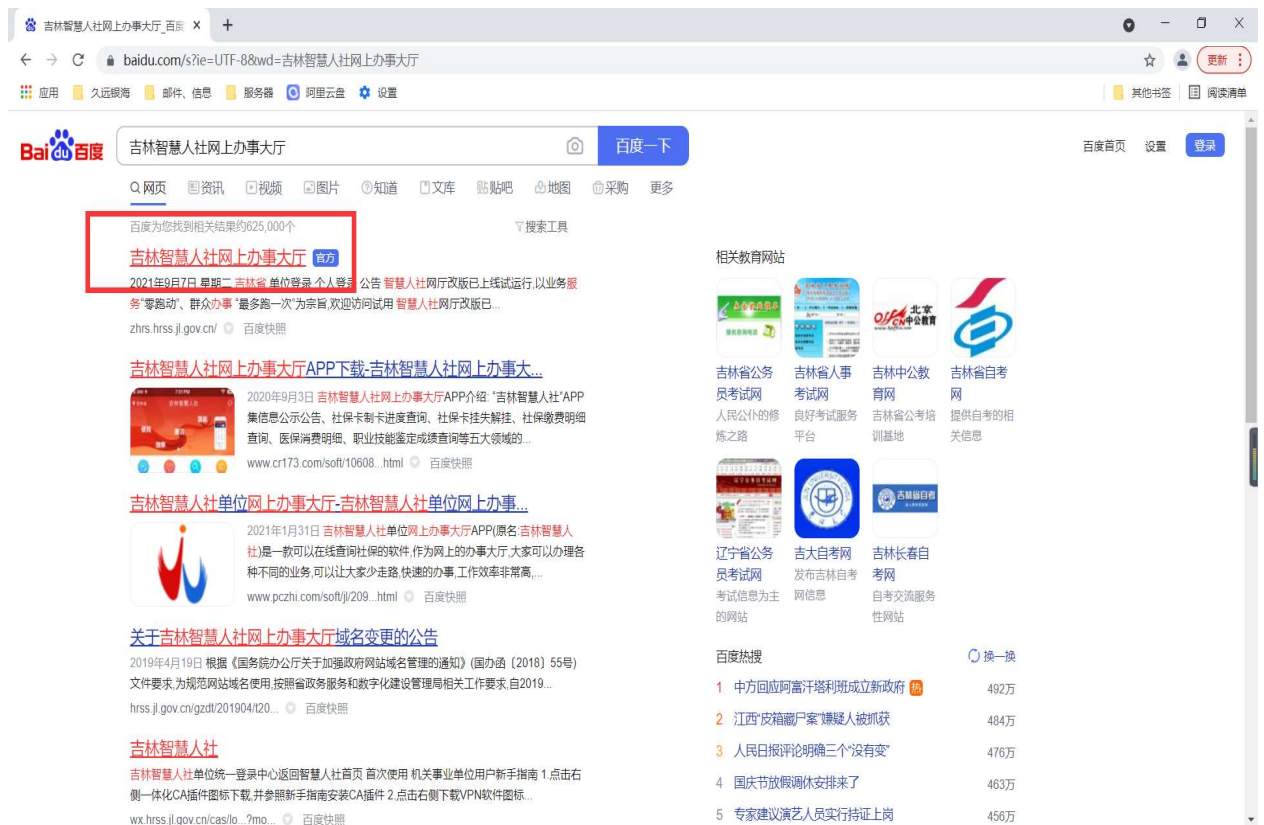 吉林智慧人社网上办事大厅_百度
baidu.com/s?ie=UTF-8&wd=吉林智慧人社网上办事大厅
更新
应用 久远银海 邮件、信息 服务器 阿里云盘 设置 其他书签 阅读清单
Bai du 百度 吉林智慧人社网上办事大厅 百度一下 百度首页 设置 登录
网页 资讯 视频 图片 知道 文库 贴吧 地图 采购 更多
百度为您找到相关结果约625,000个 搜索工具
吉林智慧人社网上办事大厅 官方
2021年9月7日 星期二 吉林省 单位登录 个人登录 公告 智慧人社网厅改版已上线试运行,以业务服
务"零跑动"、群众办事 "最多跑一次"为宗旨,欢迎访问试用 智慧人社网厅改版已...
zhrs.hrss.jl.gov.cn/ 百度快照
吉林智慧人社网上办事大厅APP下载-吉林智慧人社网上办事大...
2020年9月3日 吉林智慧人社网上办事大厅APP介绍: "吉林智慧人社"APP
集信息公示公告、社保卡制卡进度查询、社保卡挂失解挂、社保缴费明细
查询、医保消费明细、职业技能鉴定成绩查询等五大领域的...
www.cr173.com/soft/10608...html 百度快照
吉林智慧人社单位网上办事大厅-吉林智慧人社单位网上办事...
2021年1月31日 吉林智慧人社单位网上办事大厅APP(原名:吉林智慧人
社)是一款可以在线查询社保的软件,作为网上的办事大厅,大家可以办理各
种不同的业务,可以让大家少走路,快速的办事,工作效率非常高,...
www.pczhi.com/soft/jl/209...html 百度快照
关于吉林智慧人社网上办事大厅域名变更的公告
2019年4月19日 根据《国务院办公厅关于加强政府网站域名管理的通知》(国办函〔2018〕55号)
文件要求,为规范网站域名使用,按照省政务服务和数字化建设管理局相关工作要求,自2019...
hrss.jl.gov.cn/gzdt/201904/t20... 百度快照
吉林智慧人社
吉林智慧人社单位统一登录中心返回智慧人社首页 首次使用 机关事业单位用户新手指南 1.点击右
侧一体化CA插件图标下载,并参照新手指南安装CA插件 2.点击右侧下载VPN软件图标...
wx.hrss.jl.gov.cn/cas/lo...?mo... 百度快照
相关教育网站
北京
中公教育
吉林省公务 吉林省人事 吉林中公教 吉林省自考
员考试网 考试网 育网 网
人民公仆的修 良好考试服务 吉林省公考培 提供自考的相
炼之路 平台 训基地 关信息
吉林省自考
辽宁省公务 吉大自考网 吉林长春自
员考试网 发布吉林自考 考网
考试信息为主 网信息 自考交流服务
的网站 性网站
百度热搜 换一换
1 中方回应阿富汗塔利班成立新政府 热 492万
2 江西"皮箱藏尸案"嫌疑人被抓获 484万
3 人民日报评论明确三个"没有变" 476万
4 国庆节放假调休安排来了 463万
5 专家建议演艺人员实行持证上岗 456万